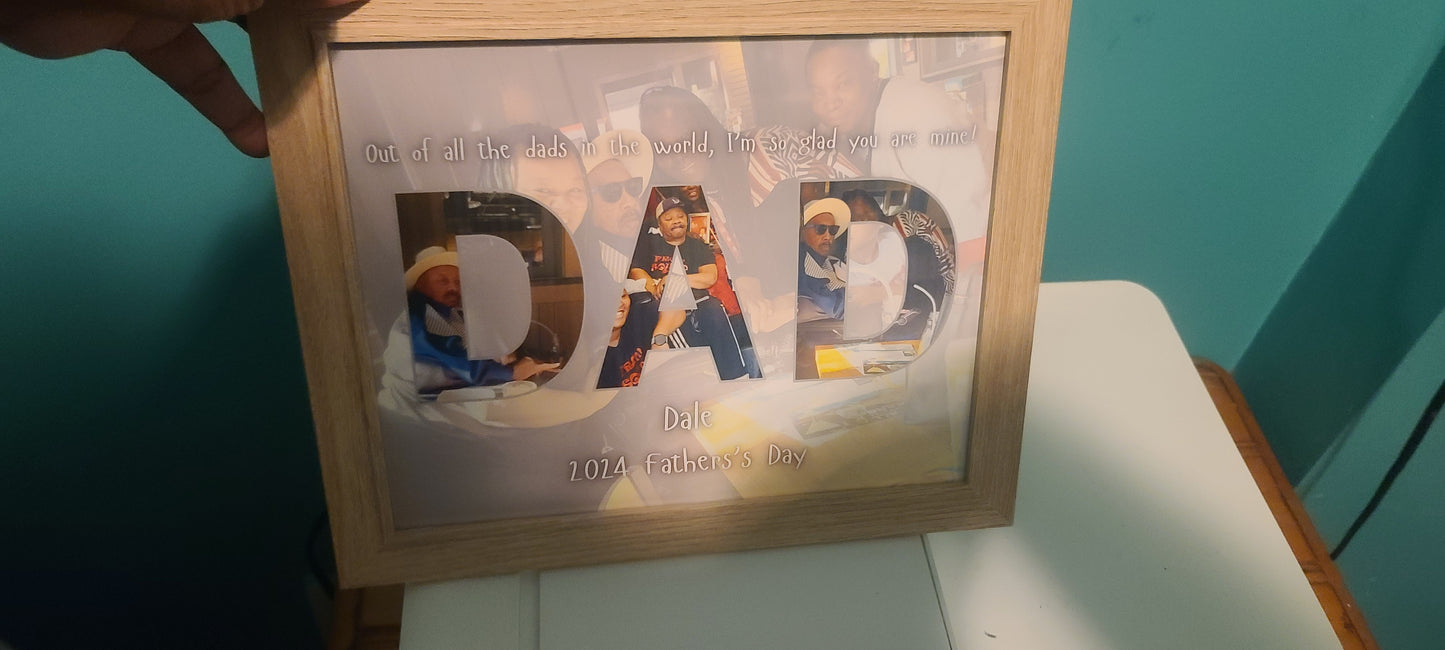 Out of all the dads in the world, I'm so glad you are mine!
DAD
Dale
2024 Fathers's Day